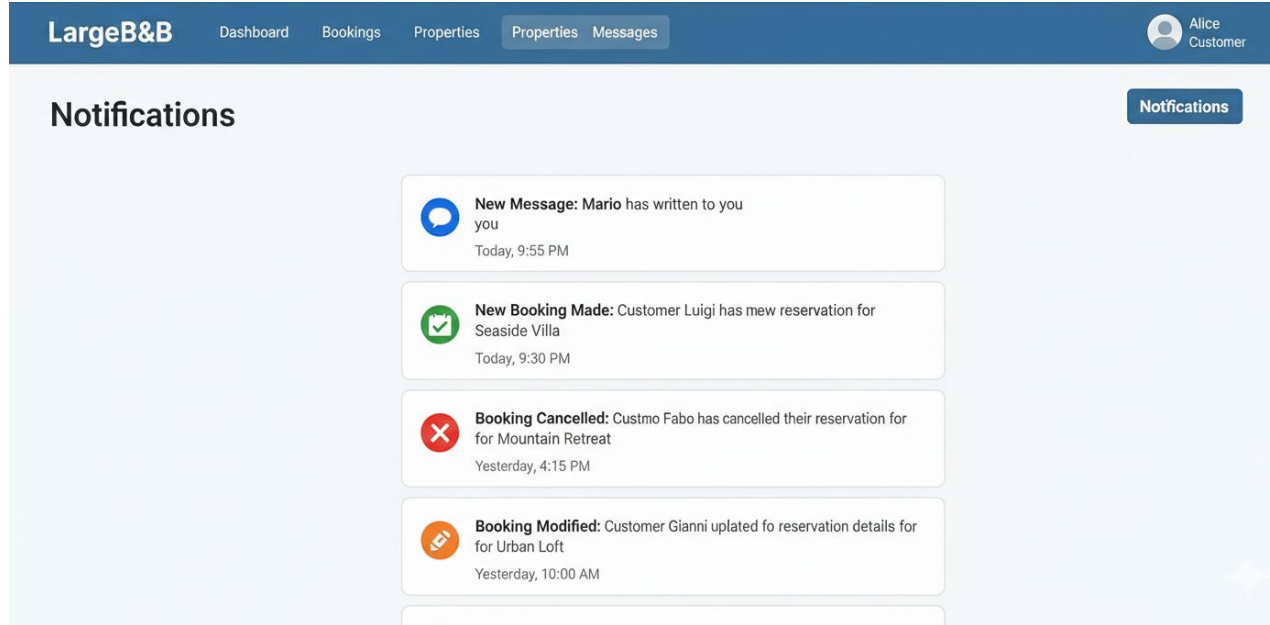 LargeB&B
Dashboard
Bookings
Properties
Properties
Messages
Alice
Customer
Notifications
Notfications
New Message: Mario has written to you
you
Today, 9:55 PM
New Booking Made: Customer Luigi has mew reservation for
Seaside Villa
Today, 9:30 PM
Booking Cancelled: Custmo Fabo has cancelled their reservation for
for Mountain Retreat
Yesterday, 4:15 PM
Booking Modified: Customer Gianni uplated fo reservation details for
for Urban Loft
Yesterday, 10:00 AM